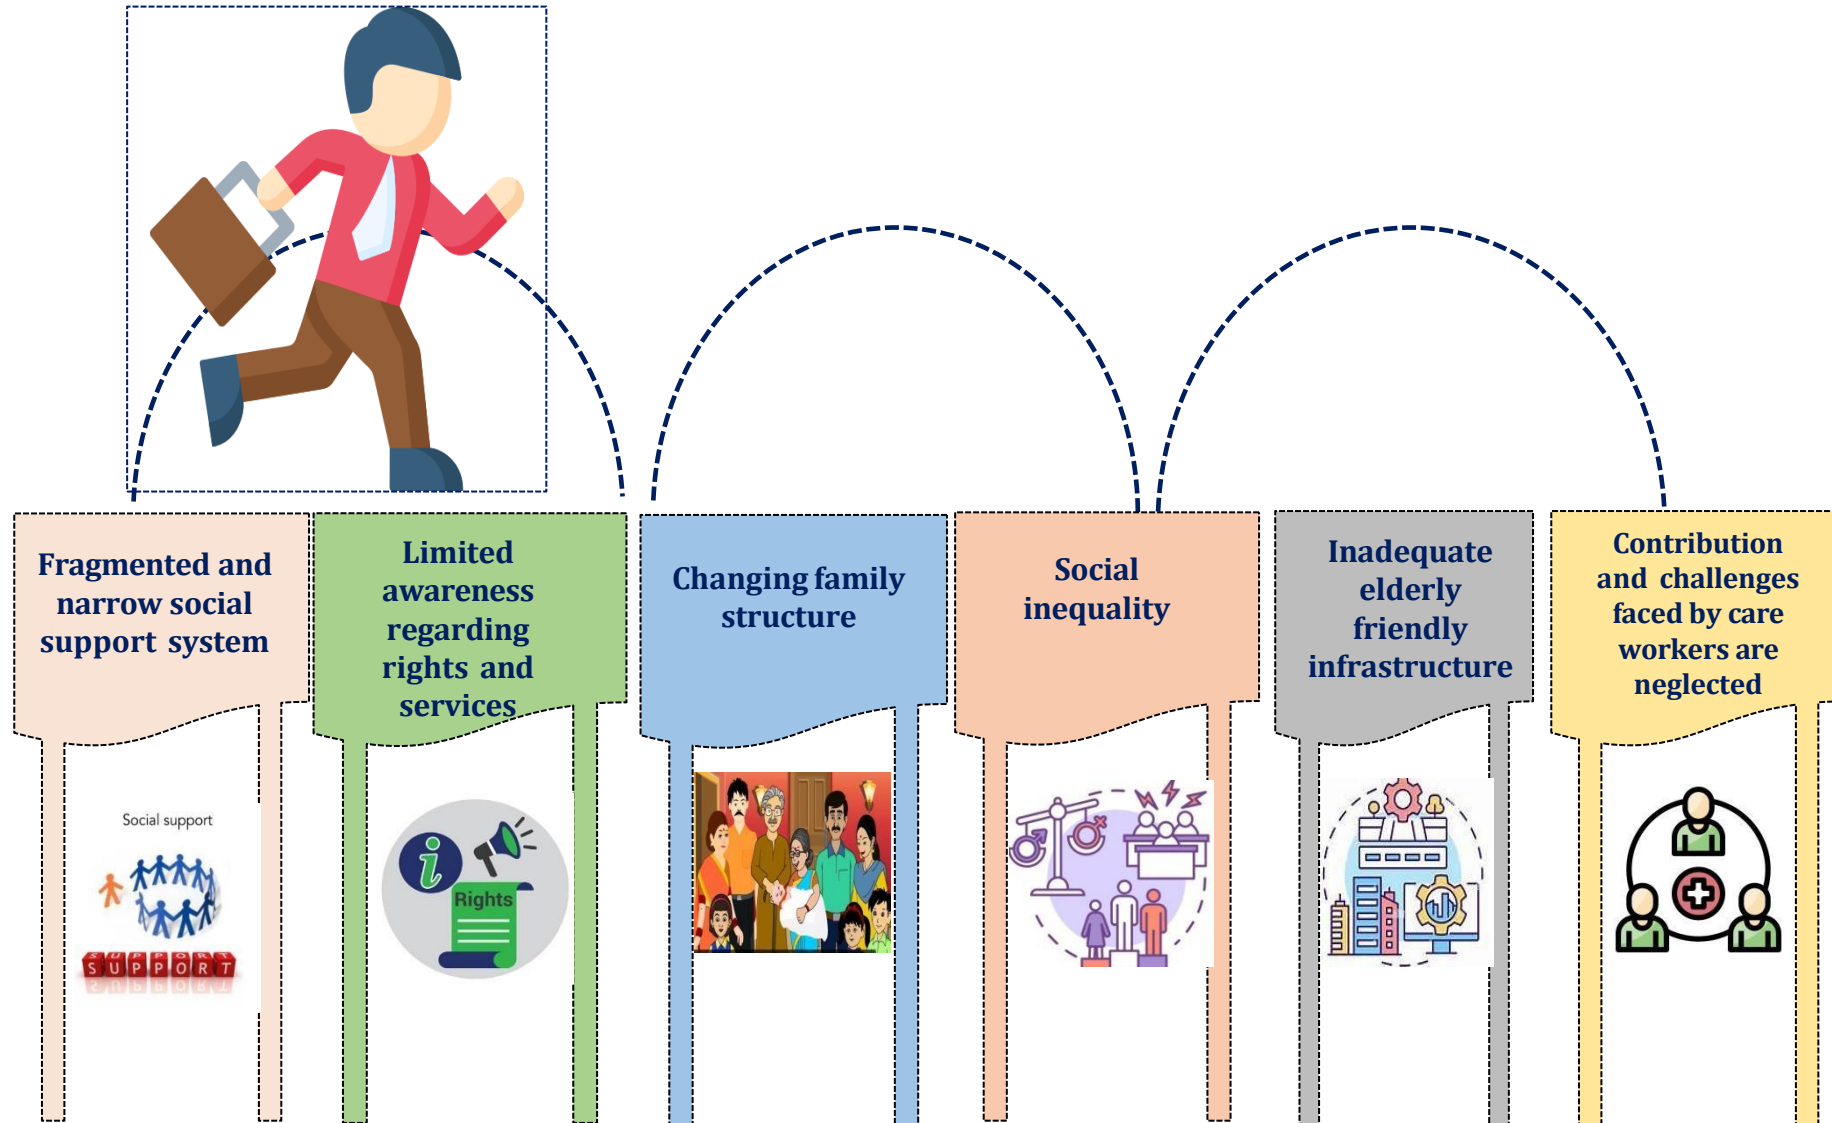 Fragmented and
narrow social
support system
Limited
awareness
regarding
rights and
services
Changing family
structure
Social
inequality
Inadequate
elderly
friendly
infrastructure
Contribution
and challenges
faced by care
workers are
neglected
Social support
SUPPORT
i
Rights